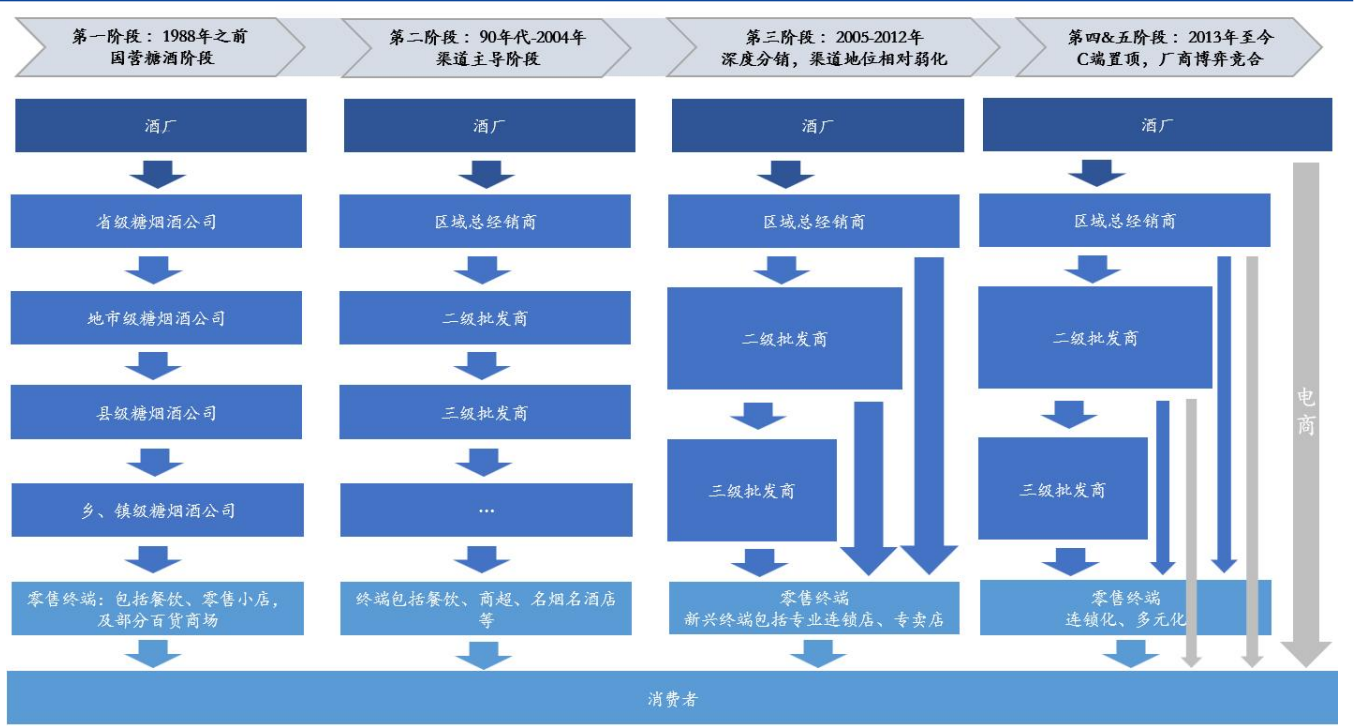 第一阶段：1988年之前
国营糖酒阶段
第二阶段：90年代-2004年
渠道主导阶段
第三阶段：2005-2012年
深度分销，渠道地位相对弱化
第四&五阶段：2013年至今
C端置顶，厂商博弈竞合
酒厂
省级糖烟酒公司
地市级糖烟酒公司
县级糖烟酒公司
乡、镇级糖烟酒公司
零售终端：包括餐饮、零售小店，
及部分百货商场
酒厂
区域总经销商
二级批发商
三级批发商
…
终端包括餐饮、商超、名烟名酒店
等
酒厂
区域总经销商
二级批发商
三级批发商
零售终端
新兴终端包括专业连锁店、专卖店
酒厂
区域总经销商
二级批发商
三级批发商
零售终端
连锁化、多元化
电
商
消费者